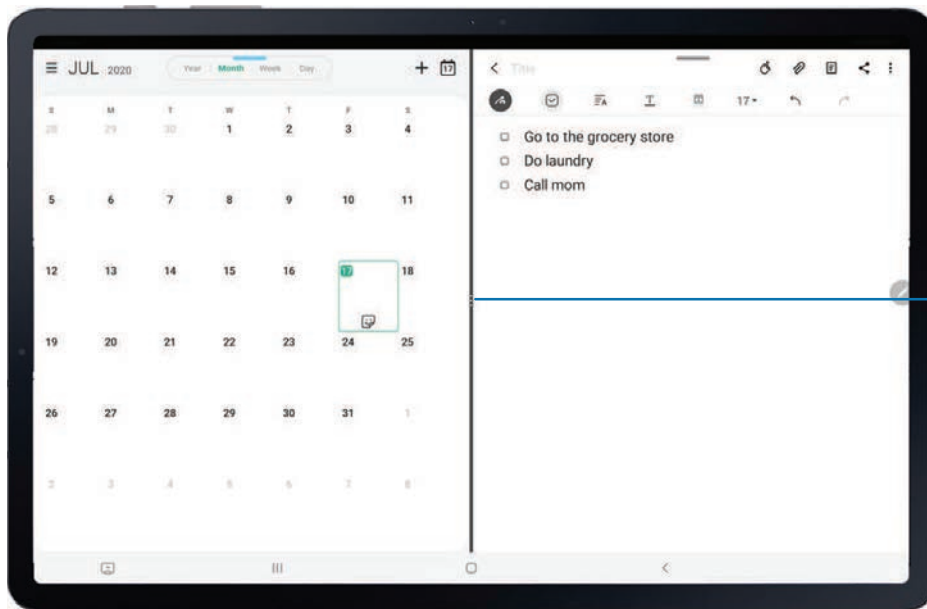 JUL 2020
Year Month Week Day
17
S M T W T F S
28 29 30 1 2 3 4
5 6 7 8 9 10 11
12 13 14 15 16 17 18
19 20 21 22 23 24 25
26 27 28 29 30 31 1
2 3 4 5 6 7 8
Title
17
Go to the grocery store
Do laundry
Call mom